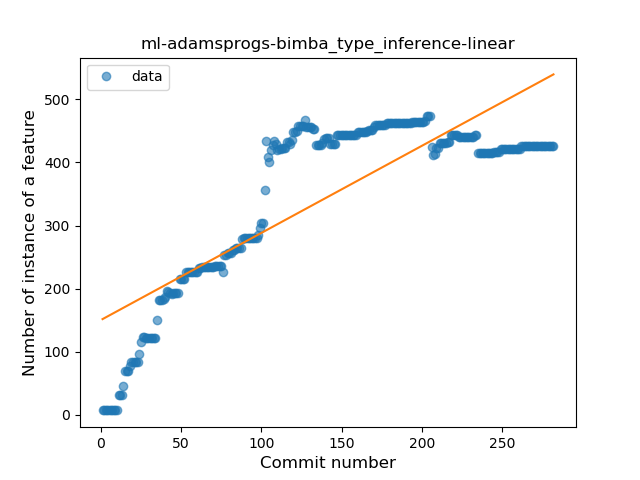 ml-adamsprogs-bimba_type_inference-linear
data
Number of instance of a feature
500
400
300
200
100
0
0 50 100 150 200 250
Commit number